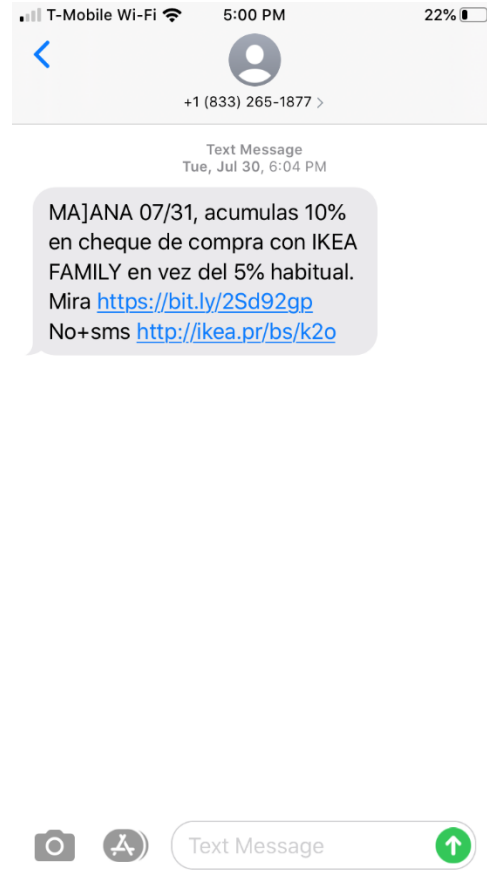 T-Mobile Wi-Fi 5:00 PM 22%
+1 (833) 265-1877 >
Text Message
Tue, Jul 30, 6:04 PM
MA]ANA 07/31, acumulas 10%
en cheque de compra con IKEA
FAMILY en vez del 5% habitual.
Mira https://bit.ly/2Sd92gp
No+sms http://ikea.pr/bs/k2o
Text Message